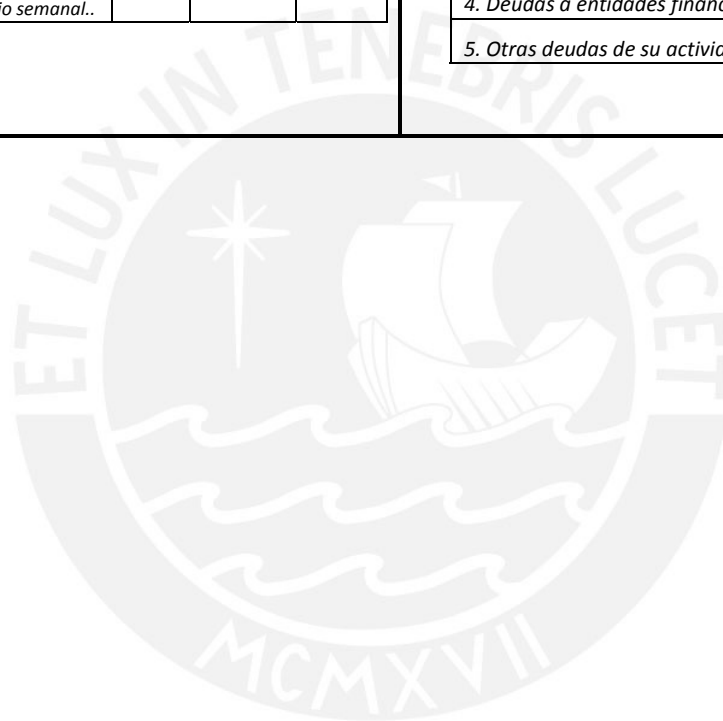 semanal..
4. Deudas a entidades
5. Otras deudas de su
ET LUX IN TENEBRIS LUCET
MCMXVII